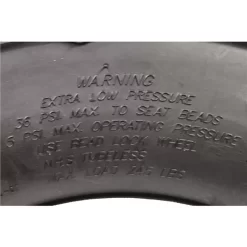 WARNING
EXTRA LOW PRESSURE
36 PSI MAX. TO SEAT BEADS
6 PSI MAX. OPERATING PRESSURE
USE BEAD LOCK WHEEL
TUBELESS